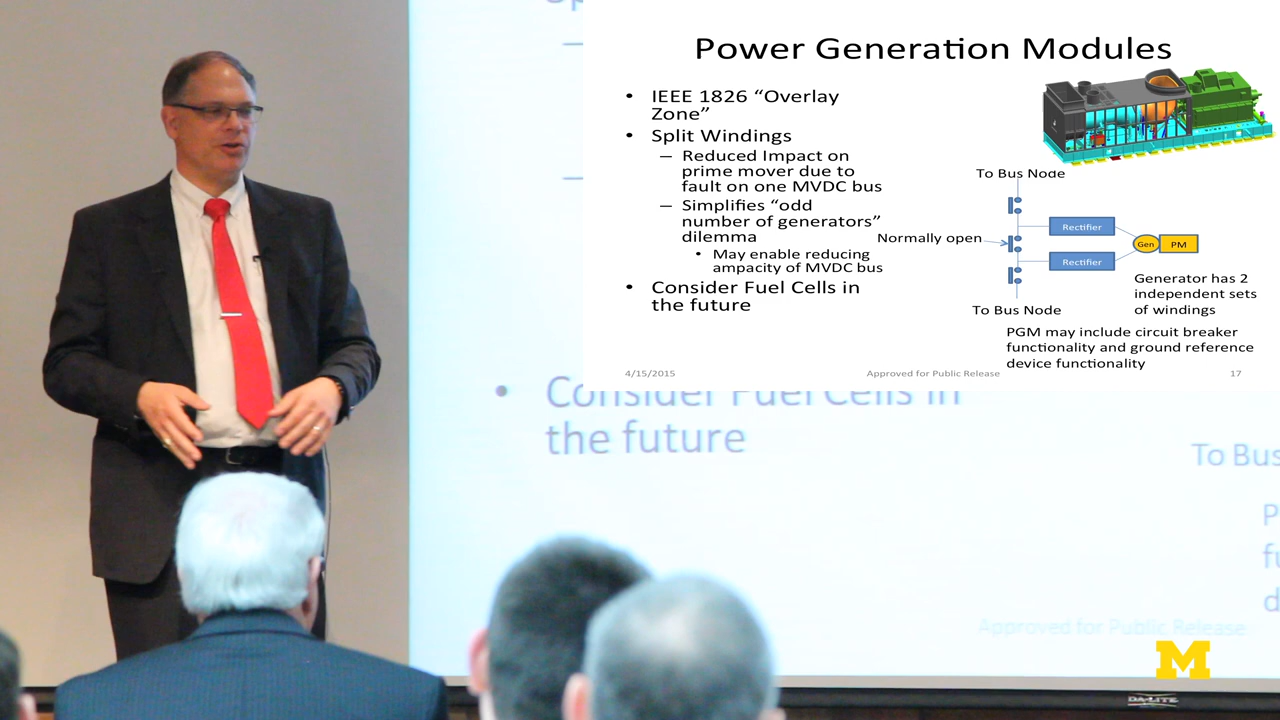 Power Generation Modules
• IEEE 1826 “Overlay
Zone”
• Split Windings
– Reduced Impact on
prime mover due to
fault on one MVDC bus
– Simplifies “odd
number of generators”
dilemma
• May enable reducing
ampacity of MVDC bus
• Consider Fuel Cells in
the future
To Bus Node
Normally open
Rectifier
Rectifier
Gen
PM
To Bus Node
Generator has 2
independent sets
of windings
PGM may include circuit breaker
functionality and ground reference
device functionality
4/15/2015
Approved for Public Release
17
• Consider Fuel Cells in
the future
To Bus
Approved for Public Release
M
DA-LITE